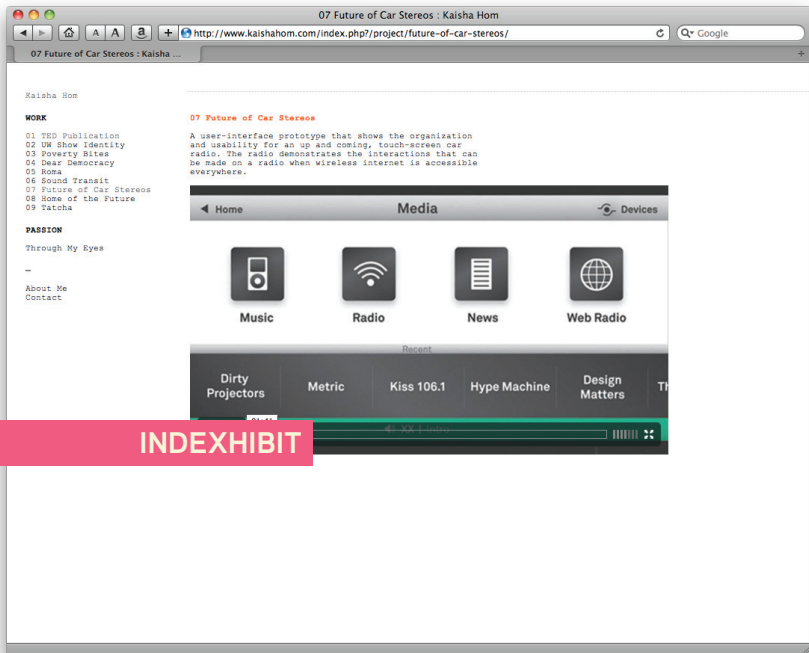 07 Future of Car Stereos : Kaisha Hom
A A a + http://www.kaishahom.com/index.php?/project/future-of-car-stereos/ Google
07 Future of Car Stereos : Kaisha ...
Kaisha Hom
WORK
01 TED Publication
02 UW Show Identity
03 Poverty Bites
04 Dear Democracy
05 Roma
06 Sound Transit
07 Future of Car Stereos
08 Home of the Future
09 Tatcha
PASSION
Through My Eyes
—
About Me
Contact
07 Future of Car Stereos
A user-interface prototype that shows the organization
and usability for an up and coming, touch-screen car
radio. The radio demonstrates the interactions that can
be made on a radio when wireless internet is accessible
everywhere.
Home Media Devices
Music Radio News Web Radio
Recent
Dirty Projectors
Metric
Kiss 106.1
Hype Machine
Design Matters
XX | Intro
INDEXHIBIT